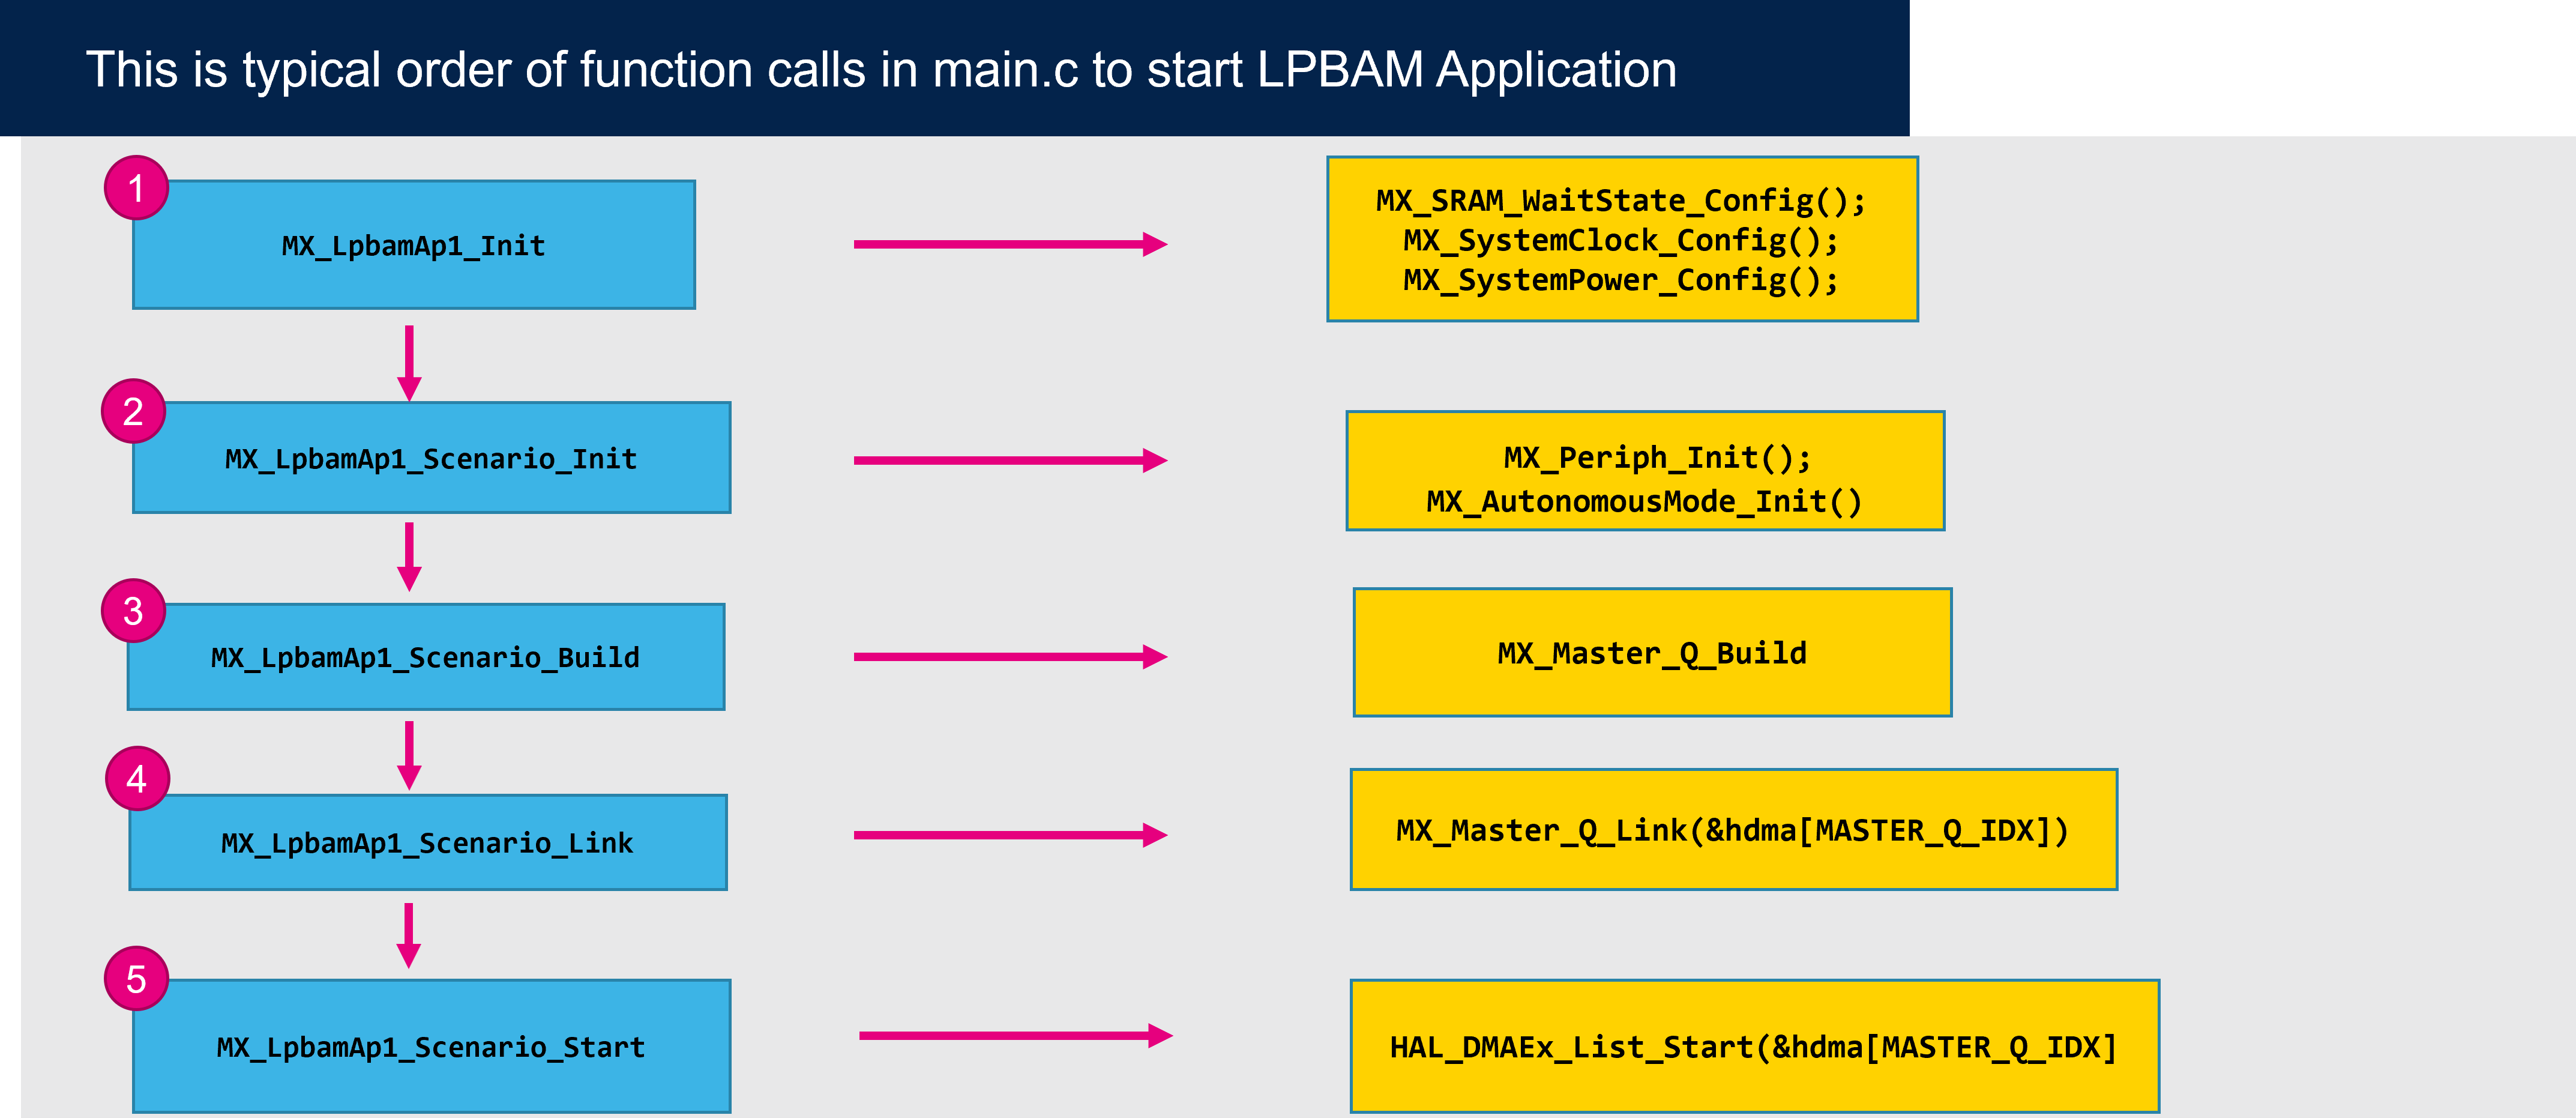 This is typical order of function calls in main.c to start LPBAM Application
1
MX_LpbamAp1_Init
MX_SRAM_WaitState_Config();
MX_SystemClock_Config();
MX_SystemPower_Config();
2
MX_LpbamAp1_Scenario_Init
MX_Periph_Init();
MX_AutonomousMode_Init()
3
MX_LpbamAp1_Scenario_Build
MX_Master_Q_Build
4
MX_LpbamAp1_Scenario_Link
MX_Master_Q_Link(&hdma[MASTER_Q_IDX])
5
MX_LpbamAp1_Scenario_Start
HAL_DMAEx_List_Start(&hdma[MASTER_Q_IDX]